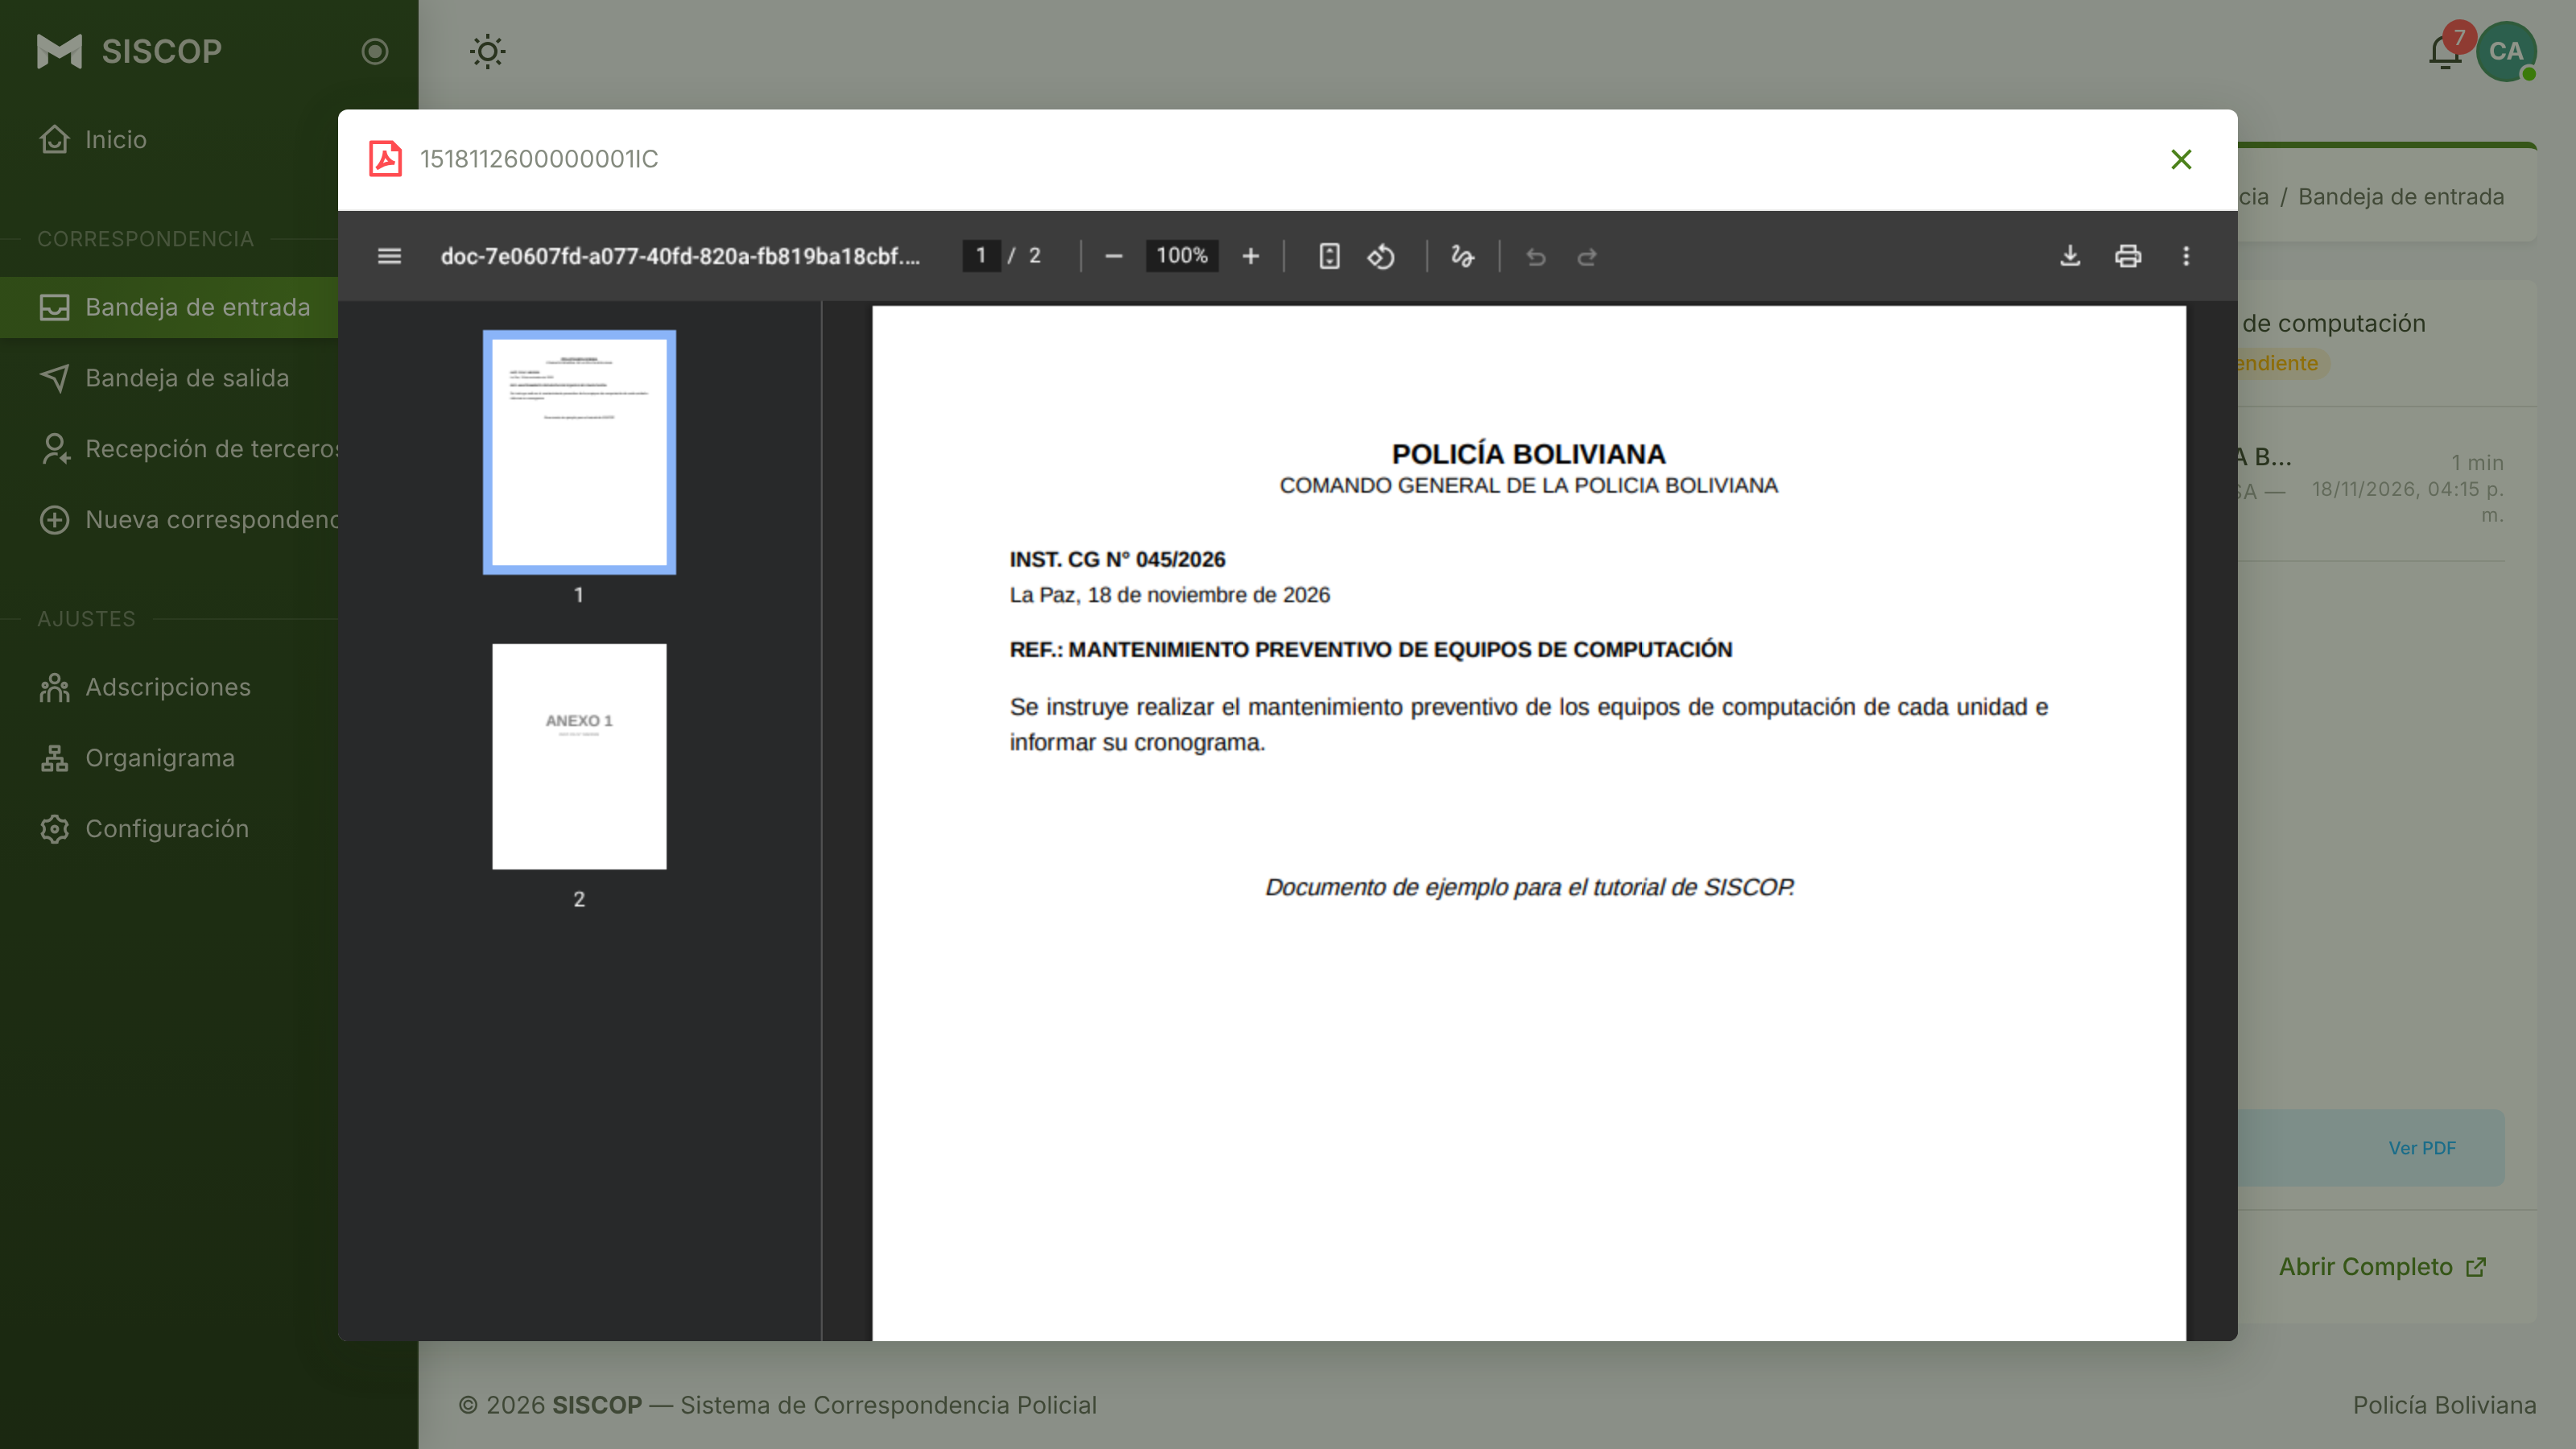 SISCOP
7
CA
Inicio
CORRESPONDENCIA
Bandeja de entrada
Bandeja de salida
Recepción de terceros
Nueva correspondenc
AJUSTES
Adscripciones
Organigrama
Configuración
1518112600000001IC
doc-7e0607fd-a077-40fd-820a-fb819ba18cbf....
1 / 2
100%
1
ANEXO 1
2
POLICÍA BOLIVIANA
COMANDO GENERAL DE LA POLICIA BOLIVIANA
INST. CG N° 045/2026
La Paz, 18 de noviembre de 2026
REF.: MANTENIMIENTO PREVENTIVO DE EQUIPOS DE COMPUTACIÓN
Se instruye realizar el mantenimiento preventivo de los equipos de computación de cada unidad e
informar su cronograma.
Documento de ejemplo para el tutorial de SISCOP.
cia / Bandeja de entrada
de computación
endiente
A B...
1 min
SA —
18/11/2026, 04:15 p.
m.
Ver PDF
Abrir Completo
© 2026 SISCOP — Sistema de Correspondencia Policial
Policía Boliviana